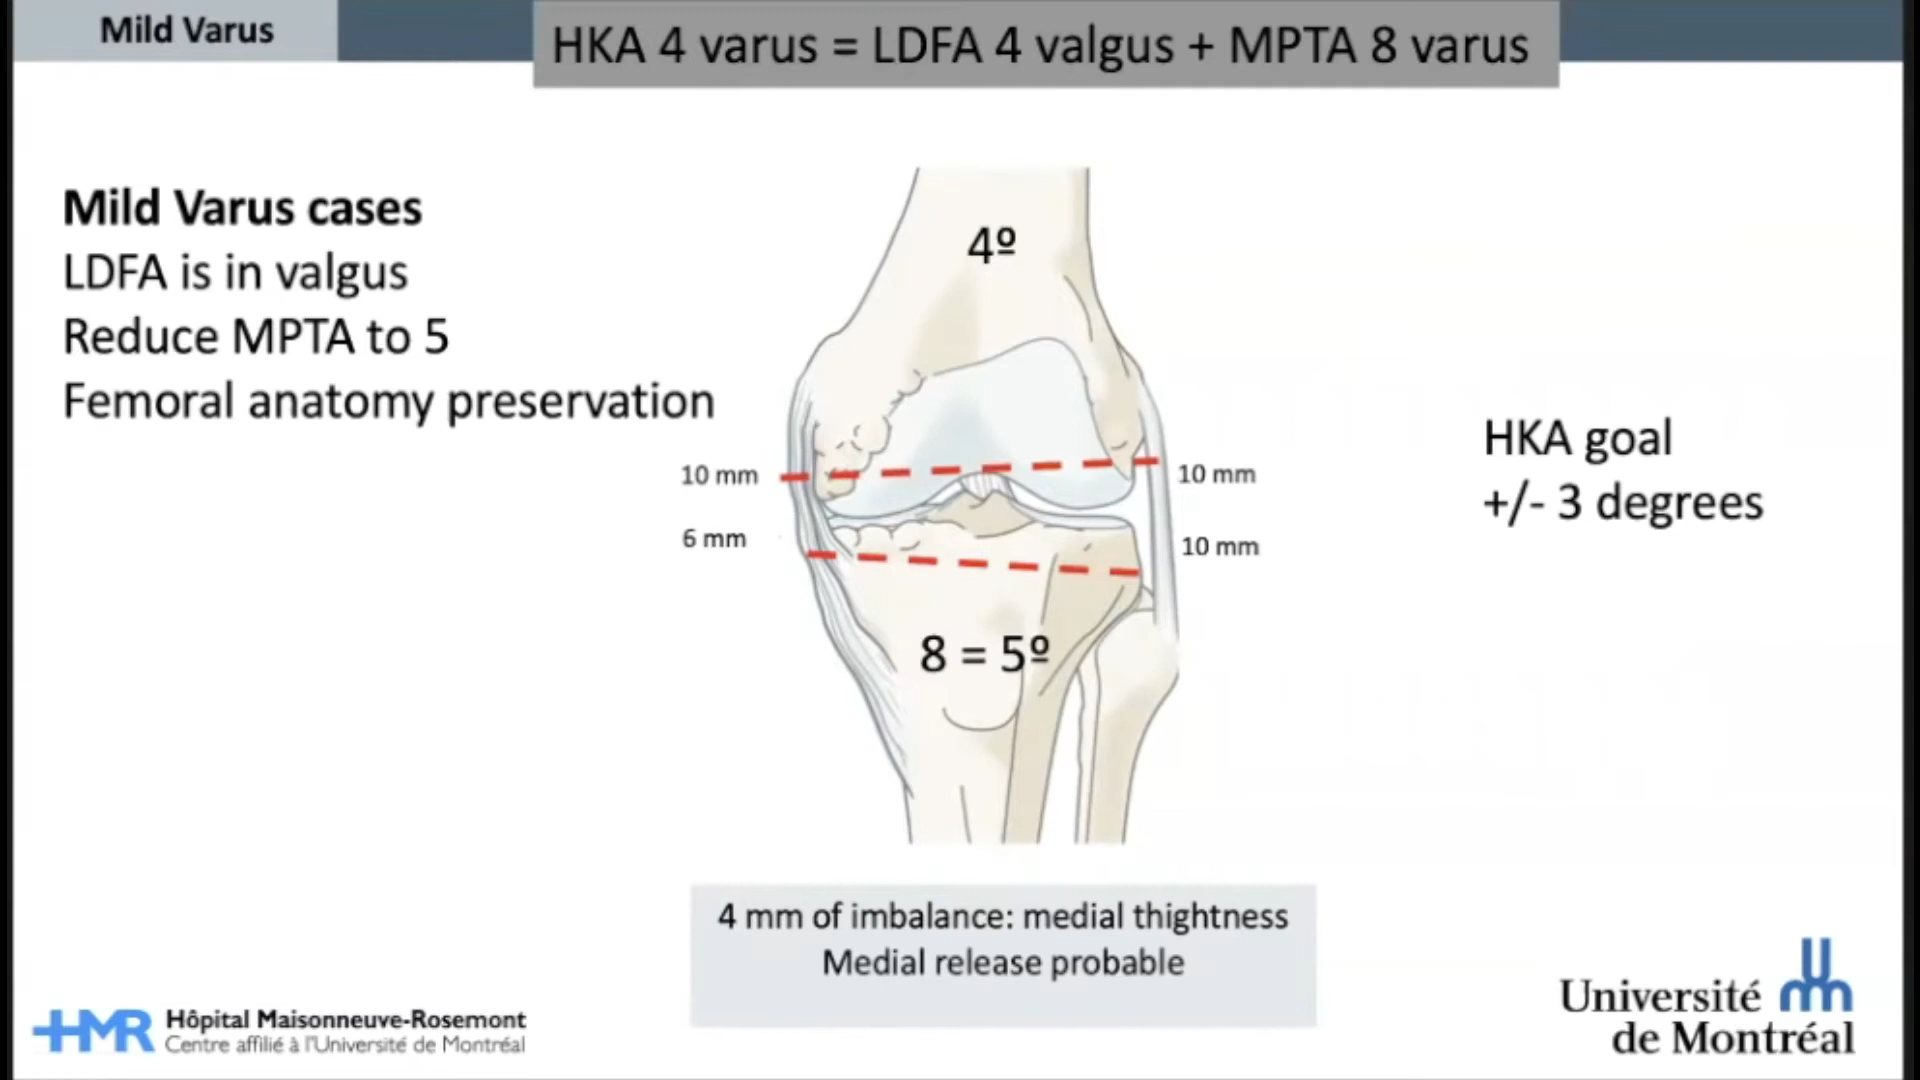 Mild Varus
HKA 4 varus = LDFA 4 valgus + MPTA 8 varus
Mild Varus cases
LDFA is in valgus
Reduce MPTA to 5
Femoral anatomy preservation
4º
10 mm
10 mm
6 mm
10 mm
8 = 5º
HKA goal
+/- 3 degrees
4 mm of imbalance: medial thightness
Medial release probable
HMR
Hôpital Maisonneuve-Rosemont
Centre affilié à l'Université de Montréal
Université
de Montréal